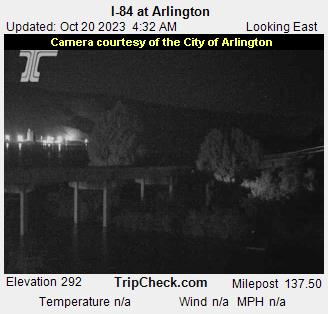 I-84 at Arlington
Updated: Oct 20 2023 4:32 AM Looking East
Camera courtesy of the City of Arlington
Elevation 292 TripCheck.com Milepost 137.50
Temperature n/a Wind n/a MPH n/a